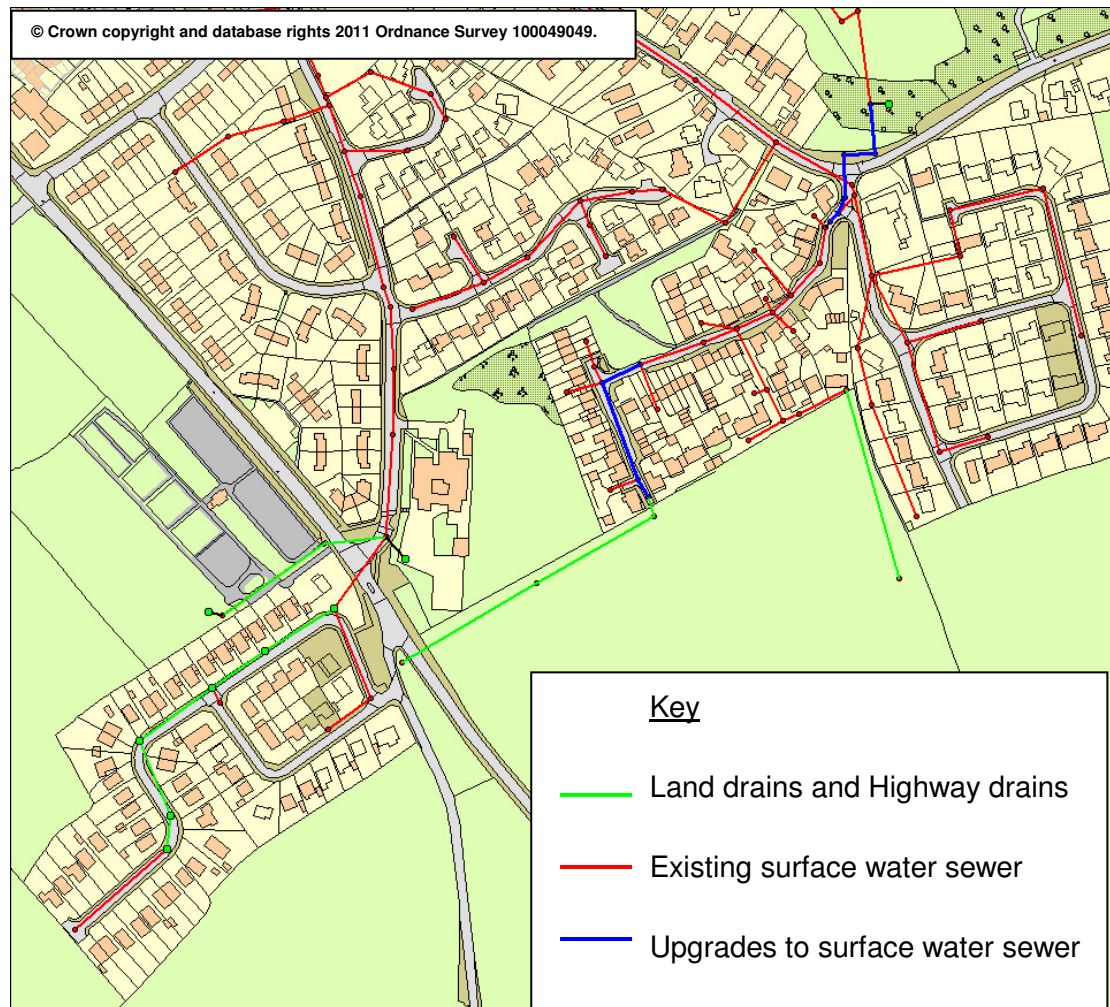 © Crown copyright and database rights 2011 Ordnance Survey 100049049.
Key
Land drains and Highway drains
Existing surface water sewer
Upgrades to surface water sewer